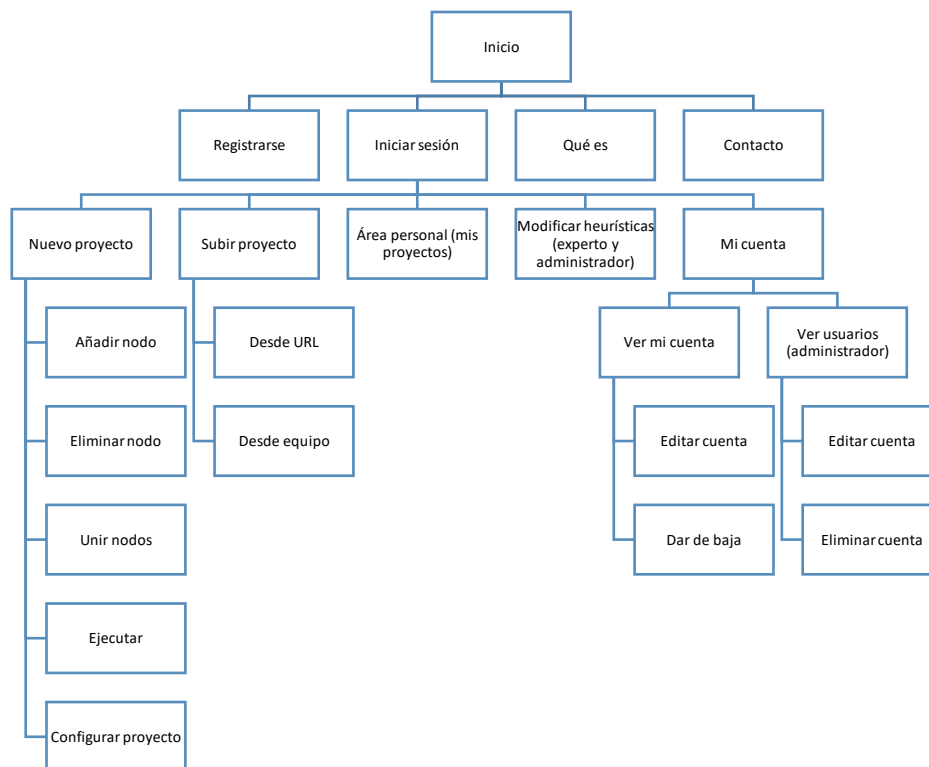 Inicio
Registrarse
Iniciar sesión
Qué es
Contacto
Nuevo proyecto
Subir proyecto
Área personal (mis
proyectos)
Modificar heurísticas
(experto y
administrador)
Mi cuenta
Añadir nodo
Desde URL
Ver mi cuenta
Ver usuarios
(administrador)
Eliminar nodo
Desde equipo
Editar cuenta
Editar cuenta
Unir nodos
Dar de baja
Eliminar cuenta
Ejecutar
Configurar proyecto